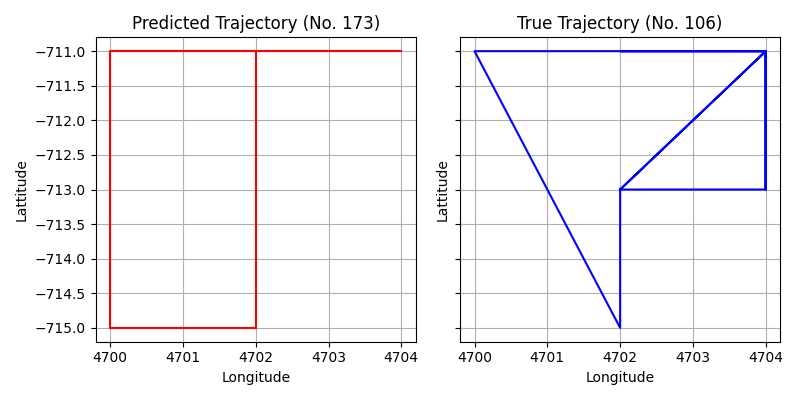 Predicted Trajectory (No. 173)
True Trajectory (No. 106)
−711.0
−711.5
−712.0
−712.5
−713.0
−713.5
−714.0
−714.5
−715.0
Lattitude
Lattitude
4700 4701 4702 4703 4704
4700 4701 4702 4703 4704
Longitude
Longitude